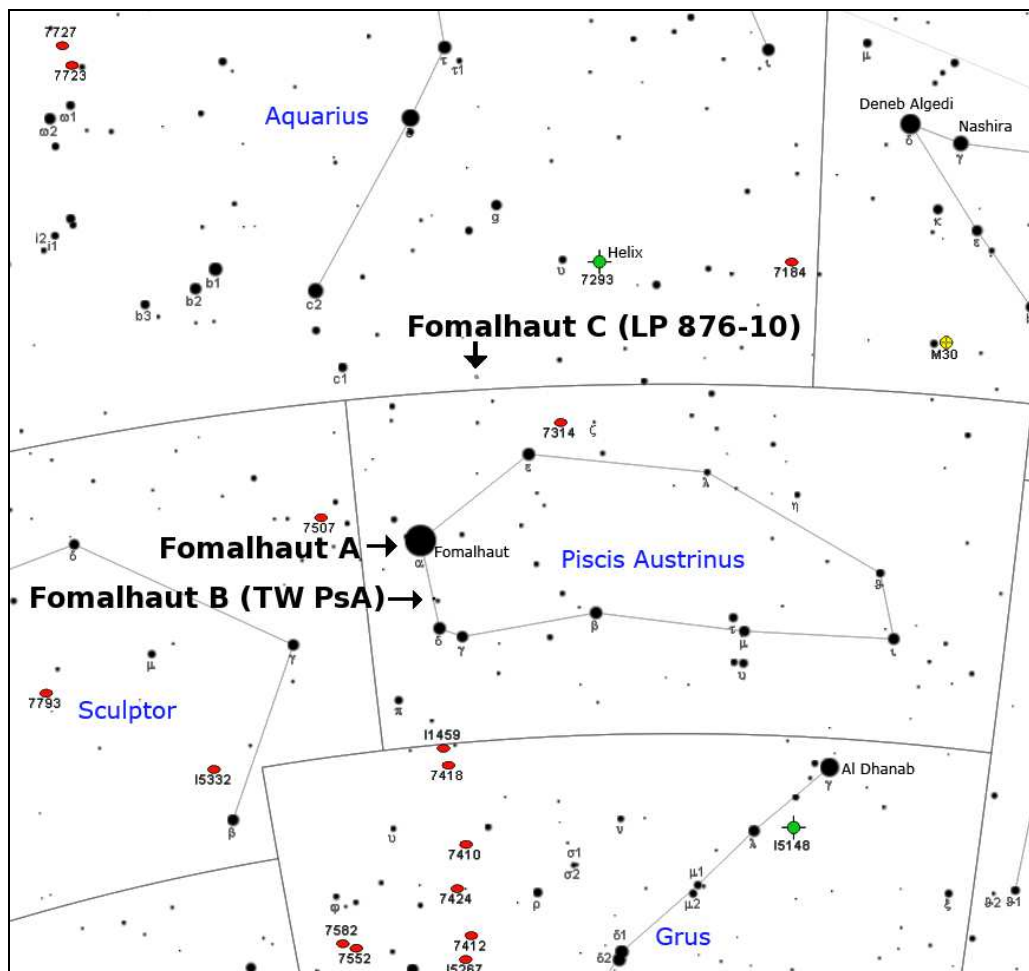 7727
7723
τ
τ1
ι
μ
Deneb Algedi
ω2
ω1
Aquarius
δ
Nashira
γ
g
κ
ε
i1
υ
Helix
7293
7184
b1
b2
b3
c2
Fomalhaut C (LP 876-10)
M30
c1
7314
ζ
ε
λ
η
7507
Fomalhaut A
Fomalhaut
α
δ
Piscis Austrinus
Fomalhaut B (TW PsA)
β
τ
μ
δ
γ
ι
γ
μ
υ
7793
Sculptor
π
I1459
7418
Al Dhanab
γ
I5332
β
υ
ν
λ
I5148
7410
σ1
σ2
μ1
μ2
7424
φ
ρ
ξ
θ2
θ1
7582
7552
7412
δ1
δ2
Grus
I5267